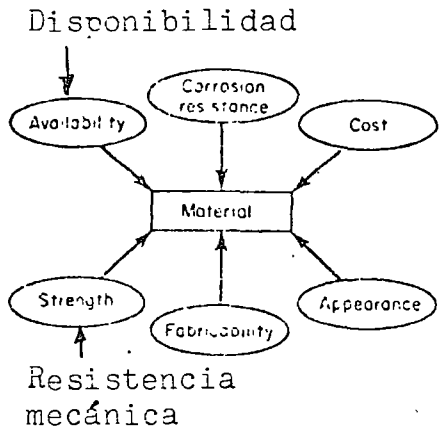 Disponibilidad
Corrosion
resistance
Availability
Cost
Material
Strength
Fabricability
Appearance
Resistencia
mecánica